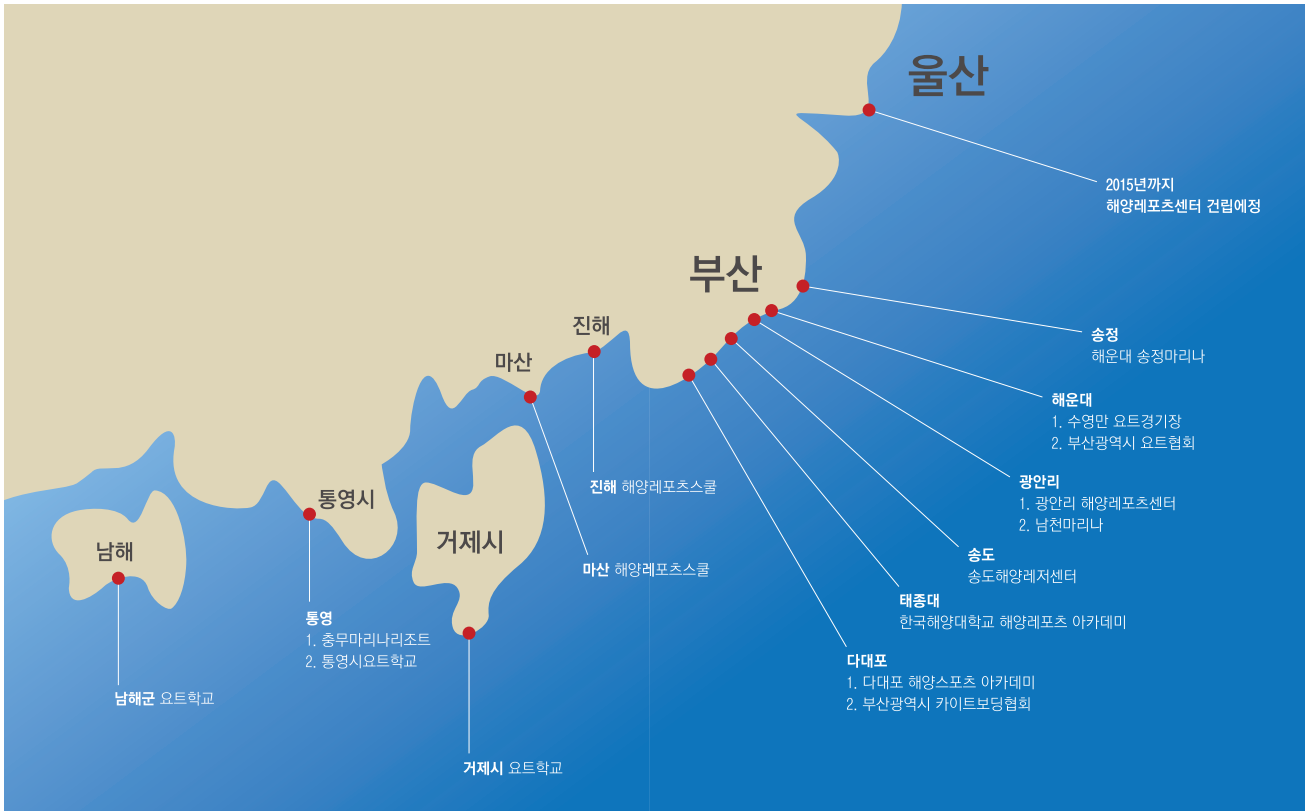 울산
2015년까지
해양레포츠센터 건립예정
부산
송정
해운대 송정마리나
진해
마산
해운대
1. 수영만 요트경기장
2. 부산광역시 요트협회
광안리
1. 광안리 해양레포츠센터
2. 남천마리나
진해 해양레포츠스쿨
통영시
거제시
남해
송도
송도해양레저센터
마산 해양레포츠스쿨
태종대
한국해양대학교 해양레포츠 아카데미
통영
1. 충무마리나리조트
2. 통영시요트학교
다대포
1. 다대포 해양스포츠 아카데미
2. 부산광역시 카이트보딩협회
남해군 요트학교
거제시 요트학교